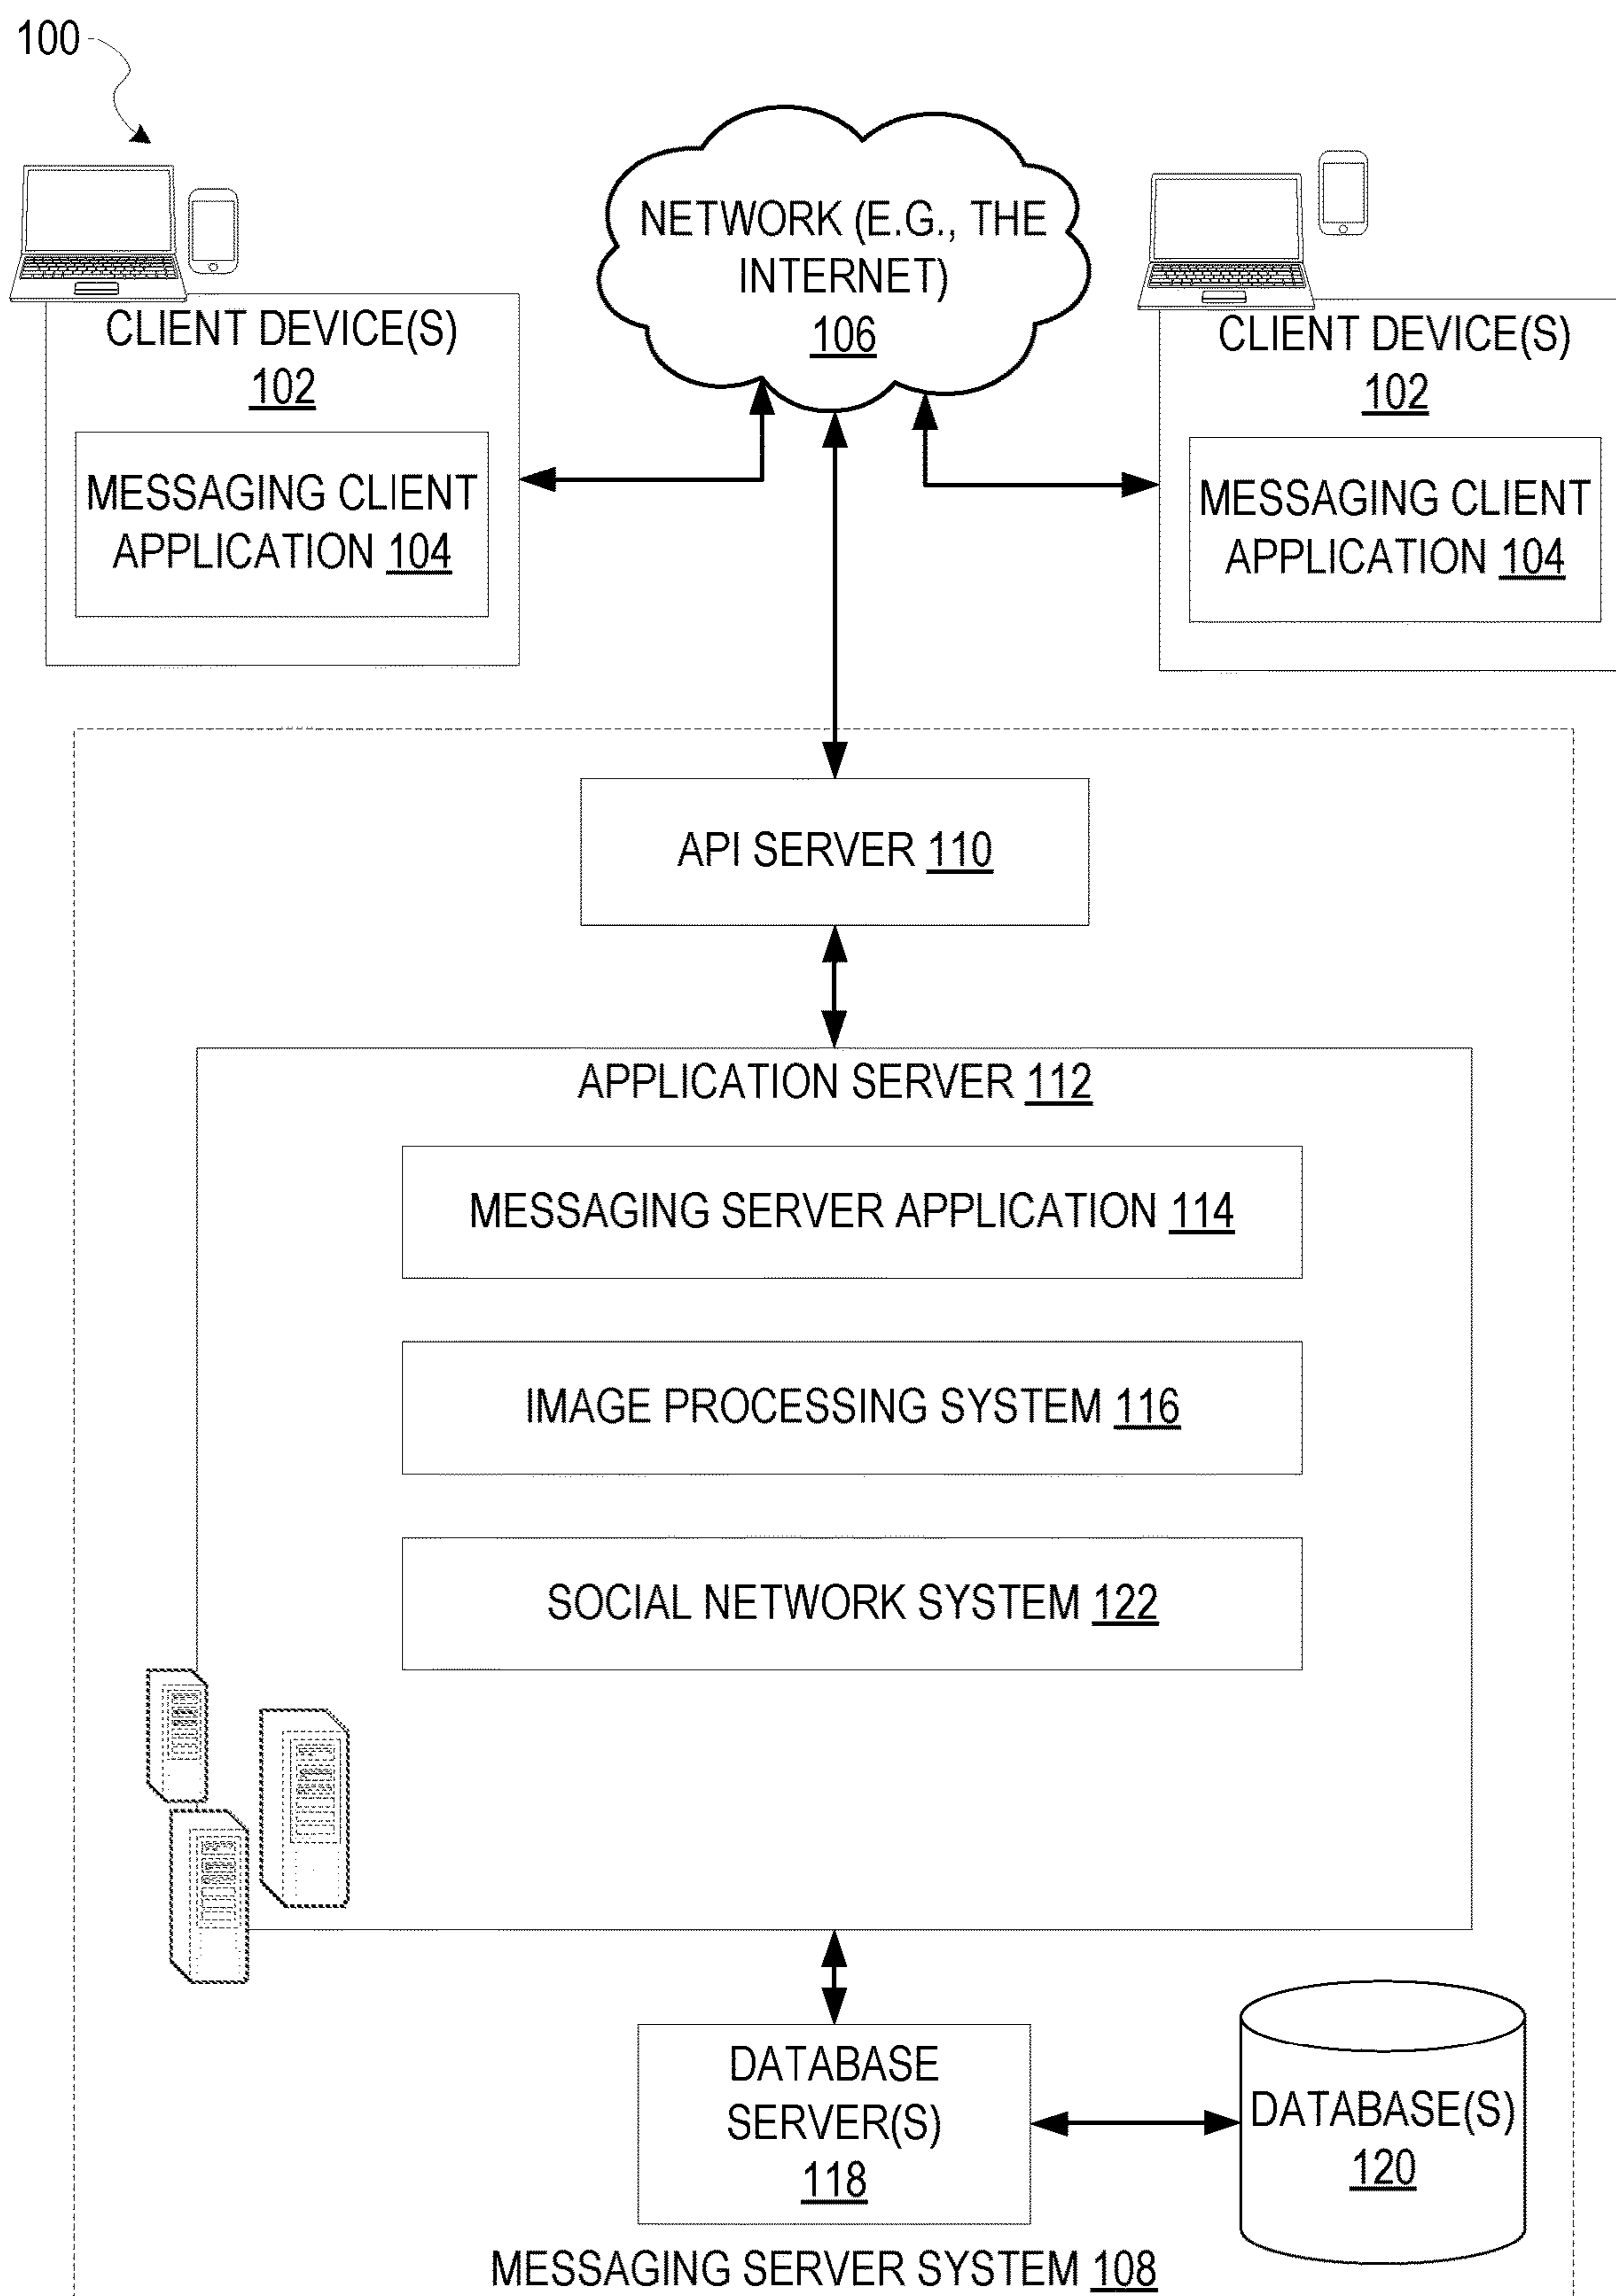 100
NETWORK (E.G., THE
INTERNET)
106
CLIENT DEVICE(S)
102
MESSAGING CLIENT
APPLICATION 104
CLIENT DEVICE(S)
102
MESSAGING CLIENT
APPLICATION 104
API SERVER 110
APPLICATION SERVER 112
MESSAGING SERVER APPLICATION 114
IMAGE PROCESSING SYSTEM 116
SOCIAL NETWORK SYSTEM 122
DATABASE
SERVER(S)
118
DATABASE(S)
120
MESSAGING SERVER SYSTEM 108